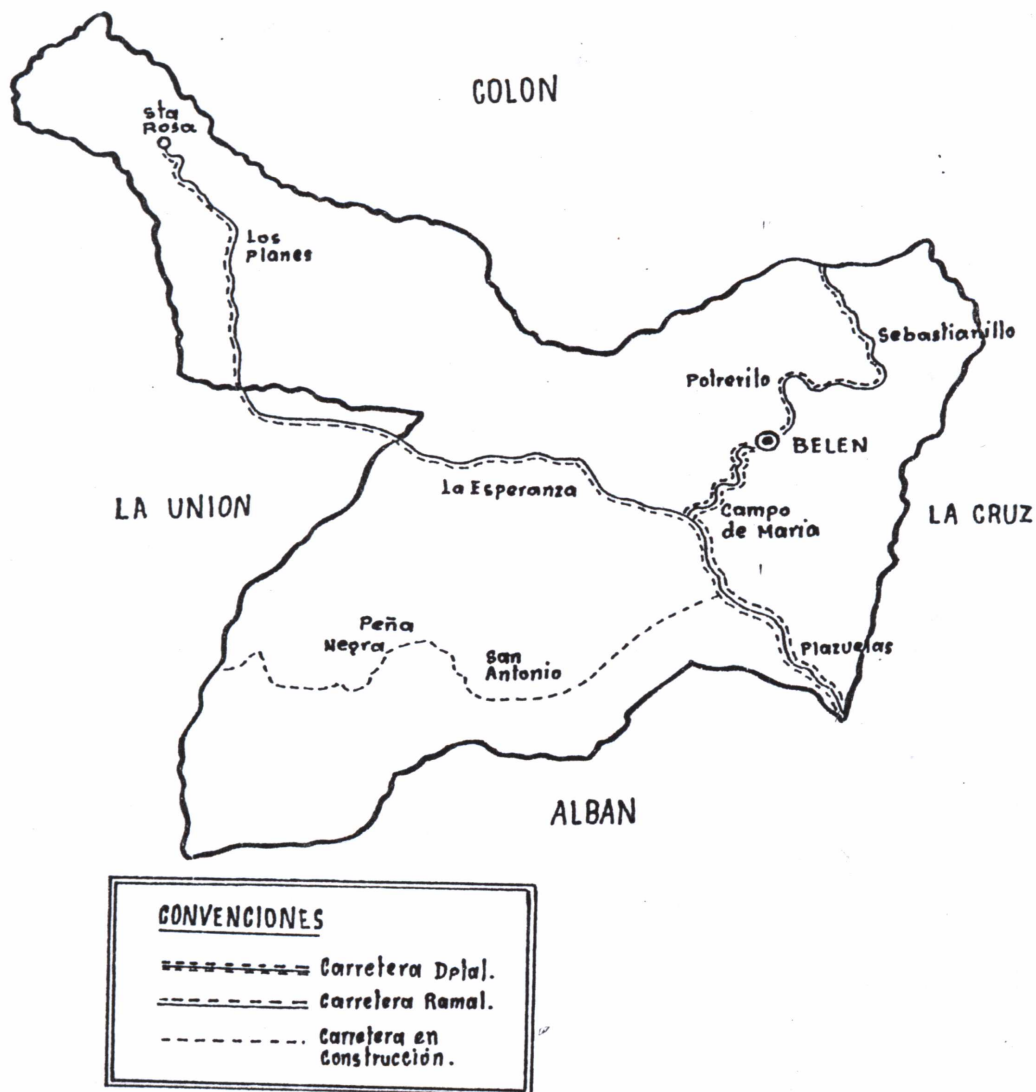 COLON
Sta
Rosa
Los
Planes
Sebastianillo
Potrerilo
BELEN
La Esperanza
LA UNION
Campo
de Maria
LA CRUZ
Peña
Negra
San
Antonio
Plazuelas
ALBAN
CONVENCIONES
Carretera Dptal.
Carretera Ramal.
Carretera en
Construcción.